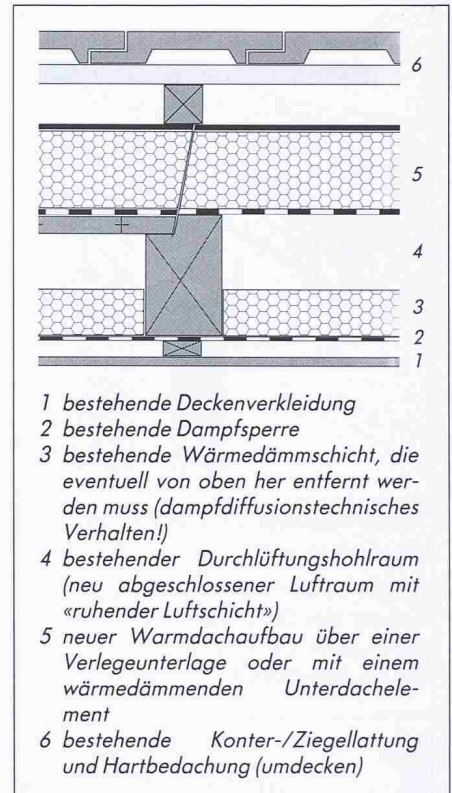 6
5
4
3
2
1
1 bestehende Deckenverkleidung
2 bestehende Dampfsperre
3 bestehende Wärmedämmschicht, die
eventuell von oben her entfernt wer-
den muss (dampfdiffusionstechnisches
Verhalten!)
4 bestehender Durchlüftungshohlraum
(neu abgeschlossener Luftraum mit
«ruhender Luftschicht»)
5 neuer Warmdachaufbau über einer
Verlegeunterlage oder mit einem
wärmedämmenden Unterdachele-
ment
6 bestehende Konter-/Ziegellattung
und Hartbedachung (umdecken)